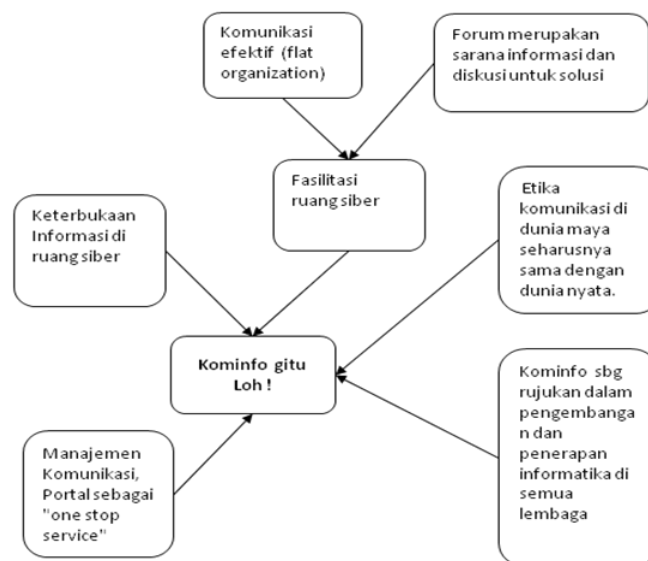 Komunikasi
efektif (flat
organization)
Forum merupakan
sarana informasi dan
diskusi untuk solusi
Fasilitasi
ruang siber
Keterbukaan
Informasi di
ruang siber
Etika
komunikasi di
dunia maya
seharusnya
sama dengan
dunia nyata.
Kominfo gitu
Loh !
Kominfo sbg
rujukan dalam
pengembanga
n dan
penerapan
informatika di
semua
lembaga
Manajemen
Komunikasi,
Portal sebagai
"one stop
service"